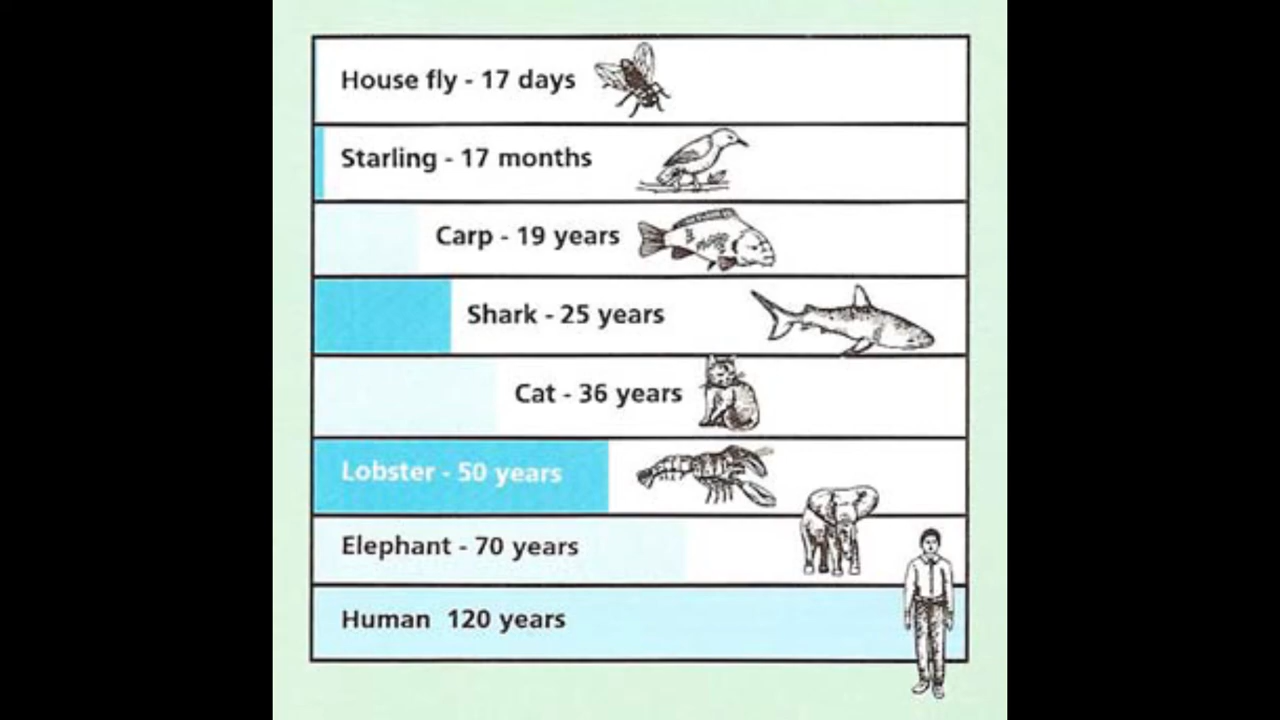 House fly - 17 days
Starling - 17 months
Carp - 19 years
Shark - 25 years
Cat - 36 years
Lobster - 50 years
Elephant - 70 years
Human 120 years